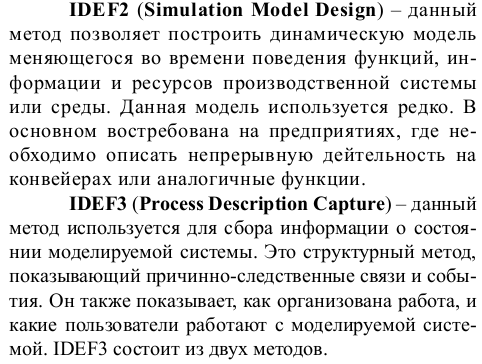 IDEF2 (Simulation Model Design) – данный
метод позволяет построить динамическую модель
меняющегося во времени поведения функций, ин-
формации и ресурсов производственной системы
или среды. Данная модель используется редко. В
основном востребована на предприятиях, где не-
обходимо описать непрерывную дейтельность на
конвейерах или аналогичные функции.
IDEF3 (Process Description Capture) – данный
метод используется для сбора информации о состоя-
нии моделируемой системы. Это структурный метод,
показывающий причинно-следственные связи и собы-
тия. Он также показывает, как организована работа, и
какие пользователи работают с моделируемой систе-
мой. IDEF3 состоит из двух методов.